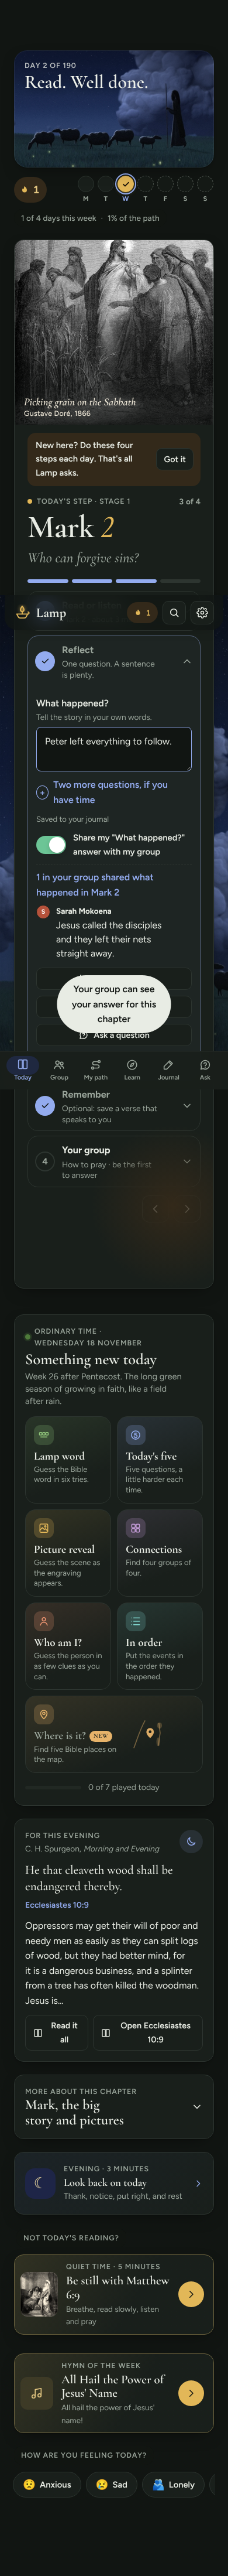 DAY 2 OF 190
Read. Well done.
1
M T W T F S S
1 of 4 days this week · 1% of the path
Picking grain on the Sabbath
Gustave Doré, 1866
New here? Do these four
steps each day. That's all
Lamp asks.
Got it
TODAY'S STEP · STAGE 1
3 of 4
Mark 2
Who can forgive sins?
Lamp
1
Reflect
One question. A sentence
is plenty.
What happened?
Tell the story in your own words.
Peter left everything to follow.
Two more questions, if you
have time
Saved to your journal
Share my "What happened?"
answer with my group
1 in your group shared what
happened in Mark 2
S
Sarah Mokoena
Jesus called the disciples
and they left their nets
straight away.
Your group can see
your answer for this
chapter
Ask a question
Today
Group
My path
Learn
Journal
Ask
Remember
Optional: save a verse that
speaks to you
4
Your group
How to pray · be the first
to answer
ORDINARY TIME ·
WEDNESDAY 18 NOVEMBER
Something new today
Week 26 after Pentecost. The long green
season of growing in faith, like a field
after rain.
Lamp word
Guess the Bible
word in six tries.
Today's five
Five questions, a
little harder each
time.
Picture reveal
Guess the scene as
the engraving
appears.
Connections
Find four groups of
four.
Who am I?
Guess the person in
as few clues as you
can.
In order
Put the events in
the order they
happened.
Where is it? NEW
Find five Bible places on
the map.
0 of 7 played today
FOR THIS EVENING
C. H. Spurgeon, Morning and Evening
He that cleaveth wood shall be
endangered thereby.
Ecclesiastes 10:9
Oppressors may get their will of poor and
needy men as easily as they can split logs
of wood, but they had better mind, for
it is a dangerous business, and a splinter
from a tree has often killed the woodman.
Jesus is…
Read it
all
Open Ecclesiastes
10:9
MORE ABOUT THIS CHAPTER
Mark, the big
story and pictures
EVENING · 3 MINUTES
Look back on today
Thank, notice, put right, and rest
NOT TODAY'S READING?
QUIET TIME · 5 MINUTES
Be still with Matthew
6:9
Breathe, read slowly, listen
and pray
HYMN OF THE WEEK
All Hail the Power of
Jesus' Name
All hail the power of Jesus'
name!
HOW ARE YOU FEELING TODAY?
Anxious
Sad
Lonely